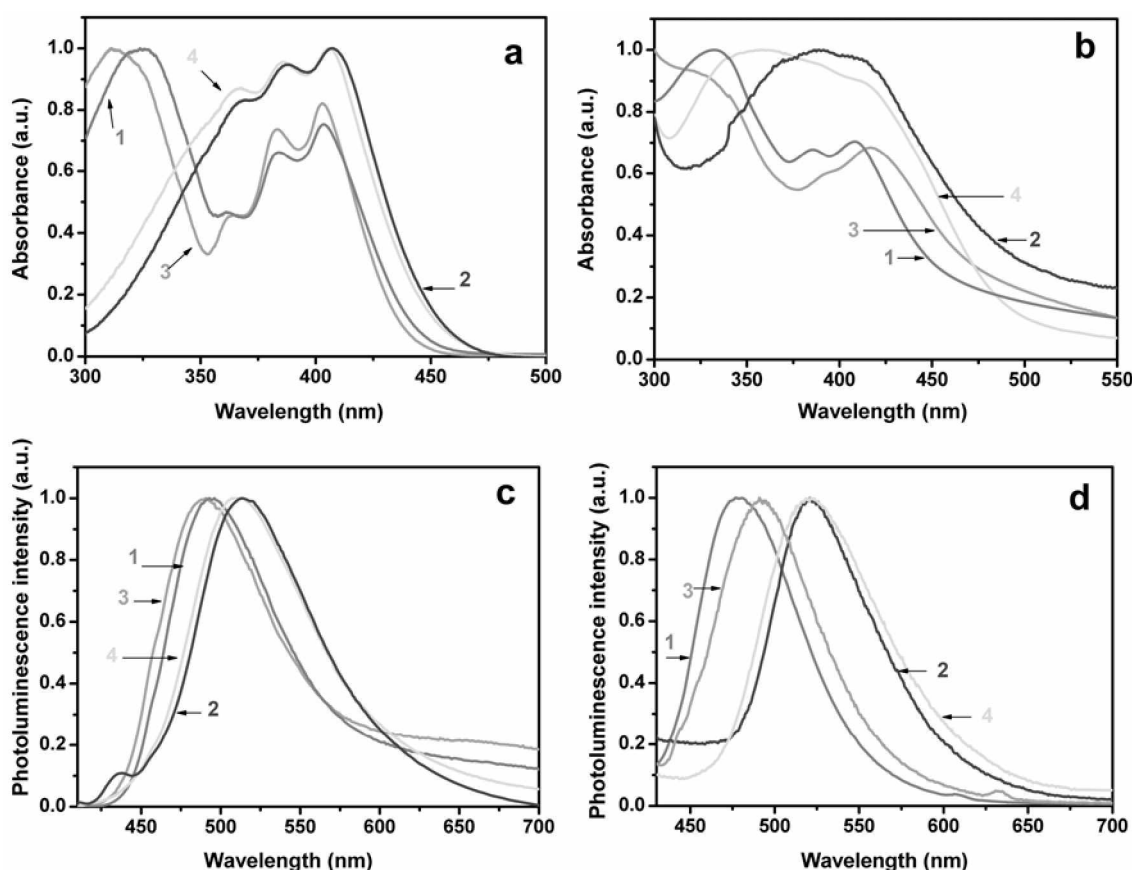 a
4
1
3
2
Absorbance (a.u.)
1.0
0.8
0.6
0.4
0.2
0.0
300 350 400 450 500
Wavelength (nm)
b
4
3
2
1
Absorbance (a.u.)
1.0
0.8
0.6
0.4
0.2
0.0
300 350 400 450 500 550
Wavelength (nm)
c
1
3
4
2
Photoluminescence intensity (a.u.)
1.0
0.8
0.6
0.4
0.2
0.0
450 500 550 600 650 700
Wavelength (nm)
d
3
1
2
4
Photoluminescence intensity (a.u.)
1.0
0.8
0.6
0.4
0.2
0.0
450 500 550 600 650 700
Wavelength (nm)